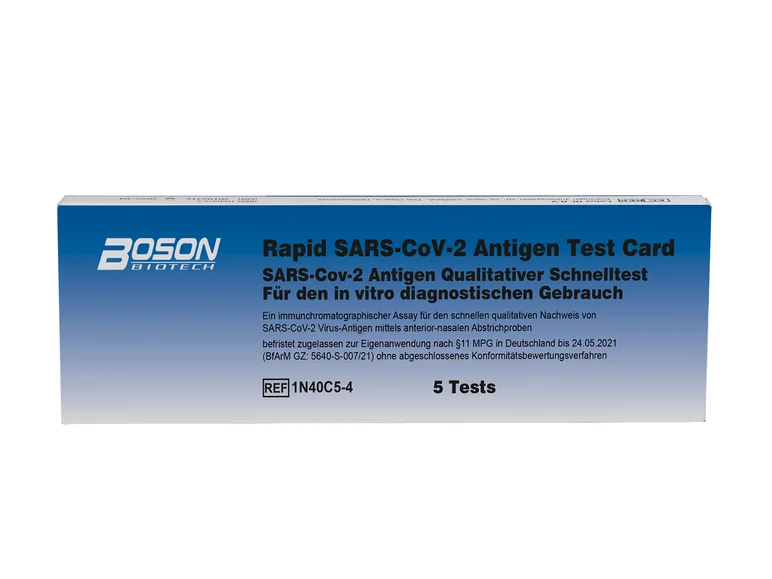 BOSON
BIOTECH
Rapid SARS-CoV-2 Antigen Test Card
SARS-Cov-2 Antigen Qualitativer Schnelltest
Für den in vitro diagnostischen Gebrauch
Ein immunchromatographischer Assay für den schnellen qualitativen Nachweis von
SARS-CoV-2 Virus-Antigen mittels anterior-nasalen Abstrichproben
befristet zugelassen zur Eigenanwendung nach §11 MPG in Deutschland bis 24.05.2021
(BfArM GZ: 5640-S-007/21) ohne abgeschlossenes Konformitätsbewertungsverfahren
REF 1N40C5-4
5 Tests